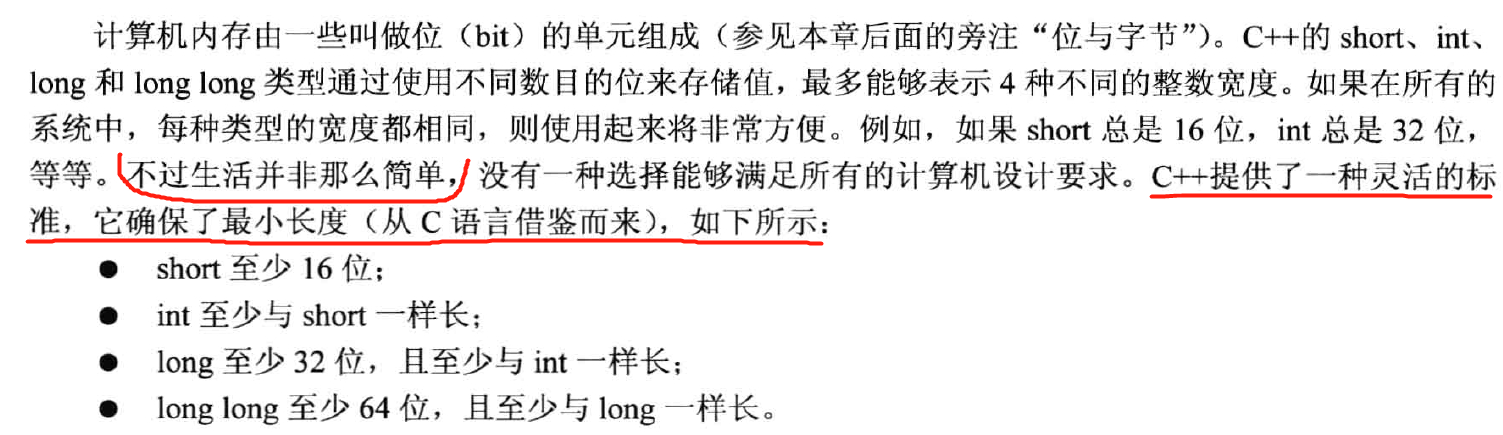 计算机内存由一些叫做位（bit）的单元组成（参见本章后面的旁注“位与字节”）。C++的 short、int、
long 和 long long 类型通过使用不同数目的位来存储值，最多能够表示 4 种不同的整数宽度。如果在所有的
系统中，每种类型的宽度都相同，则使用起来将非常方便。例如，如果 short 总是 16 位，int 总是 32 位，
等等。不过生活并非那么简单，没有一种选择能够满足所有的计算机设计要求。C++提供了一种灵活的标
准，它确保了最小长度（从 C 语言借鉴而来），如下所示：
● short 至少 16 位；
● int 至少与 short 一样长；
● long 至少 32 位，且至少与 int 一样长；
● long long 至少 64 位，且至少与 long 一样长。